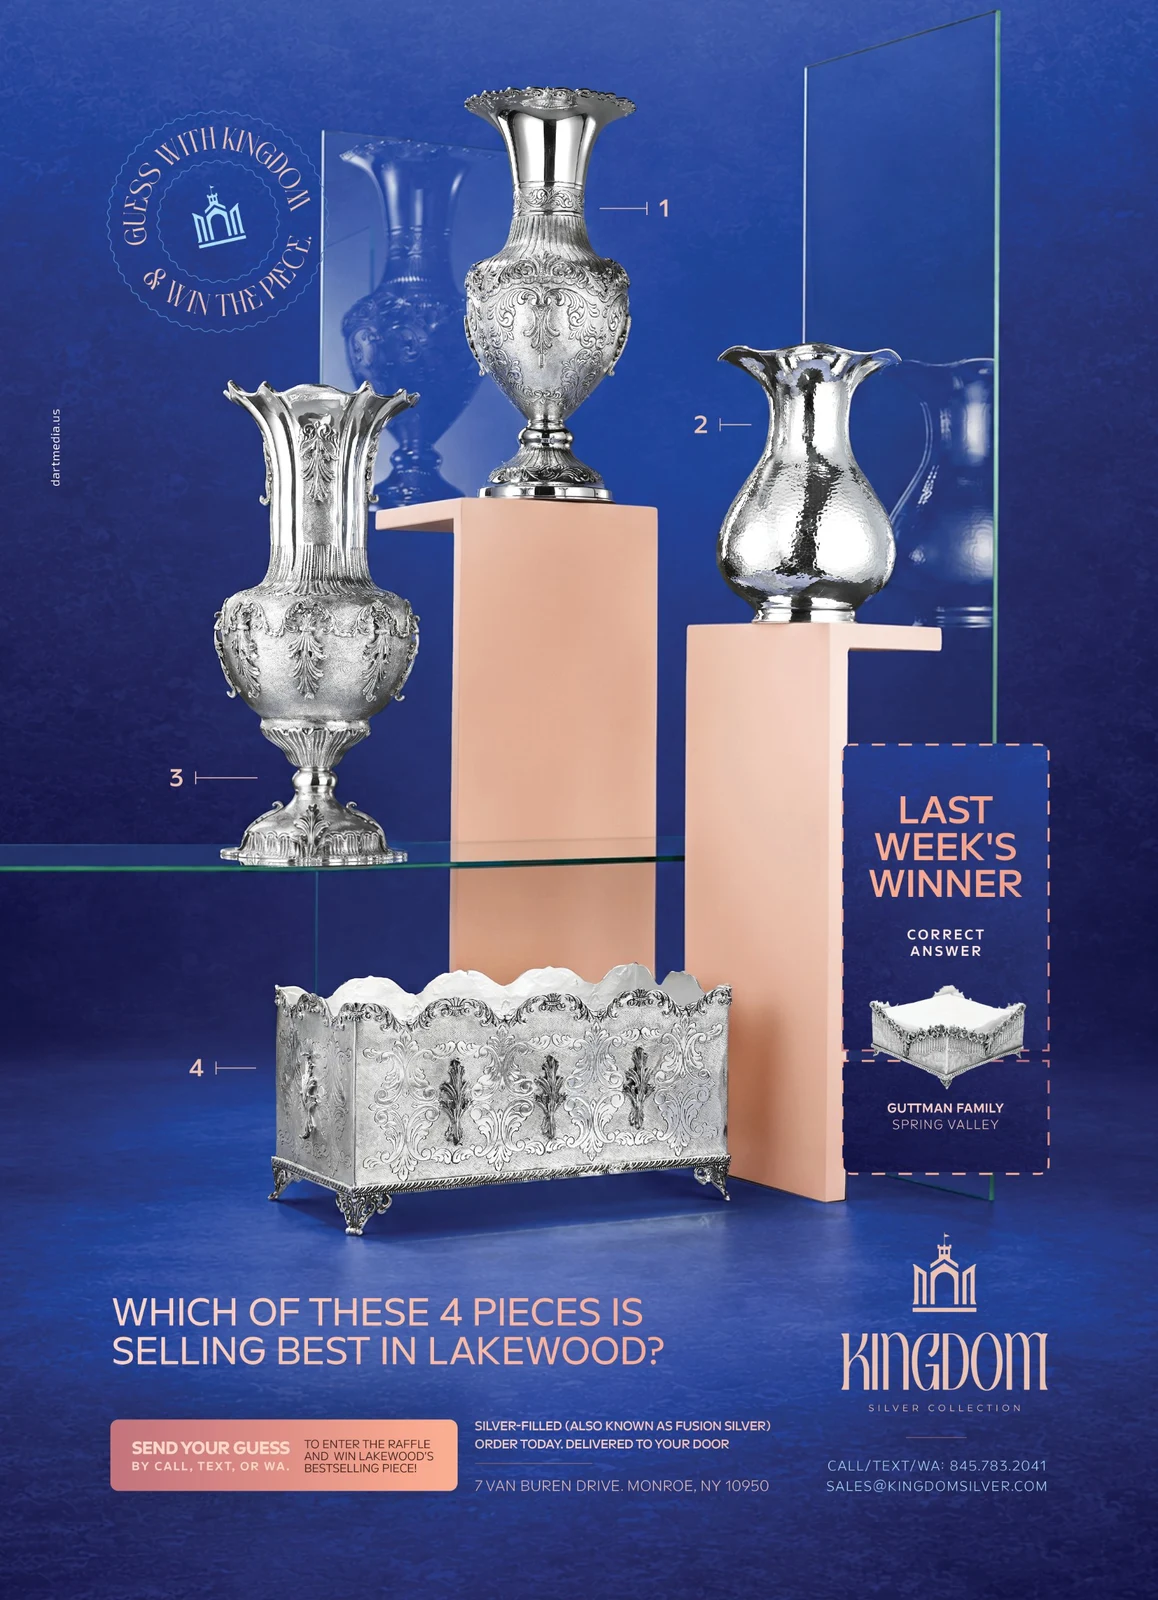 GUESS WITH KINGDOM
& WIN THE PIECE.
dartmedia.us
1
2
3
4
LAST
WEEK'S
WINNER
CORRECT
ANSWER
GUTTMAN FAMILY
SPRING VALLEY
WHICH OF THESE 4 PIECES IS
SELLING BEST IN LAKEWOOD?
SEND YOUR GUESS
BY CALL, TEXT, OR WA.
TO ENTER THE RAFFLE
AND WIN LAKEWOOD'S
BESTSELLING PIECE!
SILVER-FILLED (ALSO KNOWN AS FUSION SILVER)
ORDER TODAY. DELIVERED TO YOUR DOOR
7 VAN BUREN DRIVE. MONROE, NY 10950
KINGDOM
SILVER COLLECTION
CALL/TEXT/WA: 845.783.2041
SALES@KINGDOMSILVER.COM